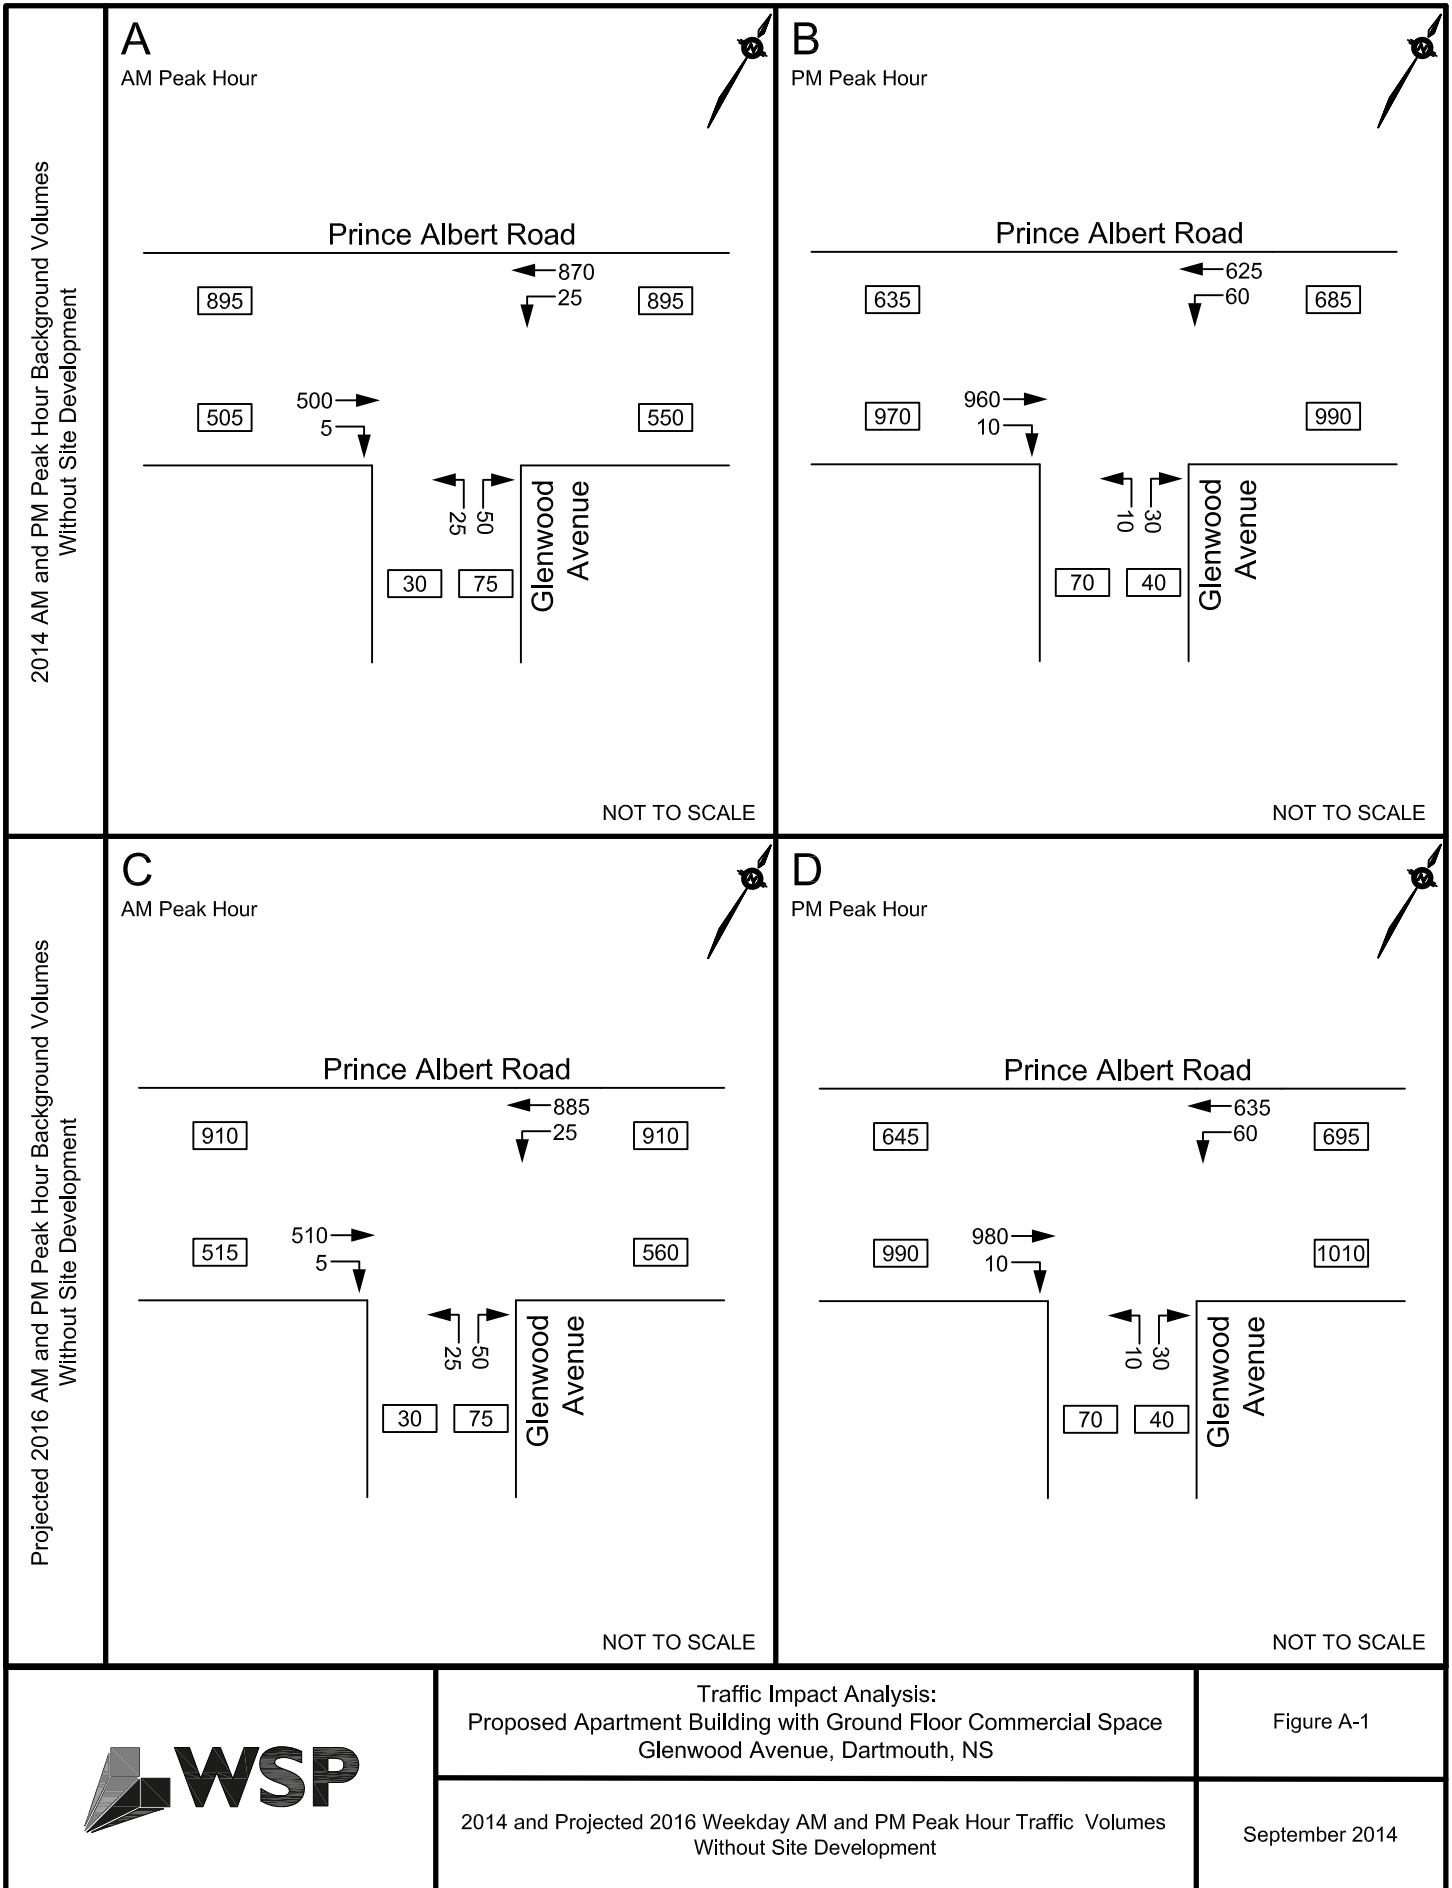 2014 AM and PM Peak Hour Background Volumes
Without Site Development
A
AM Peak Hour
N
Prince Albert Road
870
25
895
895
500
5
505
550
25
50
30
75
Glenwood
Avenue
NOT TO SCALE
B
PM Peak Hour
N
Prince Albert Road
625
60
635
685
960
10
970
990
10
30
70
40
Glenwood
Avenue
NOT TO SCALE
Projected 2016 AM and PM Peak Hour Background Volumes
Without Site Development
C
AM Peak Hour
N
Prince Albert Road
885
25
910
910
510
5
515
560
25
50
30
75
Glenwood
Avenue
NOT TO SCALE
D
PM Peak Hour
N
Prince Albert Road
635
60
645
695
980
10
990
1010
10
30
70
40
Glenwood
Avenue
NOT TO SCALE
WSP
Traffic Impact Analysis:
Proposed Apartment Building with Ground Floor Commercial Space
Glenwood Avenue, Dartmouth, NS
Figure A-1
2014 and Projected 2016 Weekday AM and PM Peak Hour Traffic Volumes
Without Site Development
September 2014